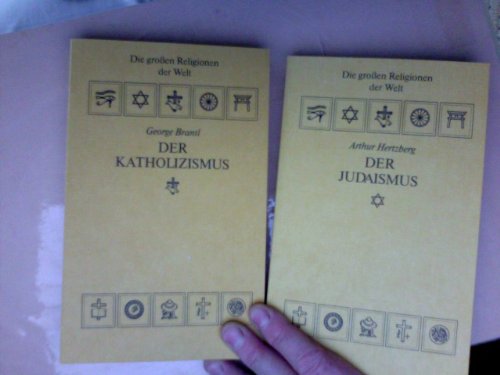 Die großen Religionen
der Welt
George Brantl
DER
KATHOLIZISMUS
Die großen Religionen
der Welt
Arthur Hertzberg
DER
JUDAISMUS